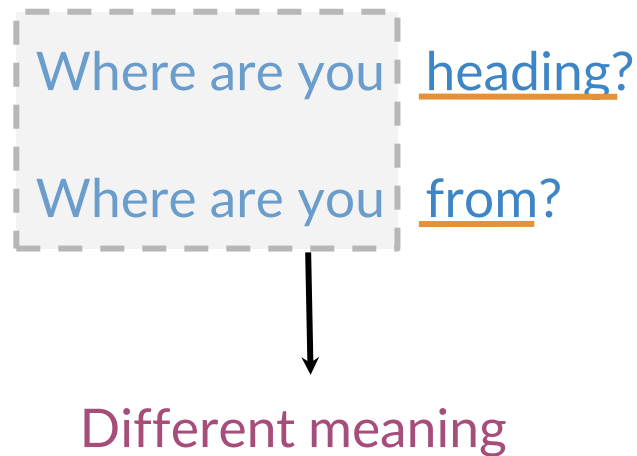 Where are you heading?
Where are you from?
Different meaning